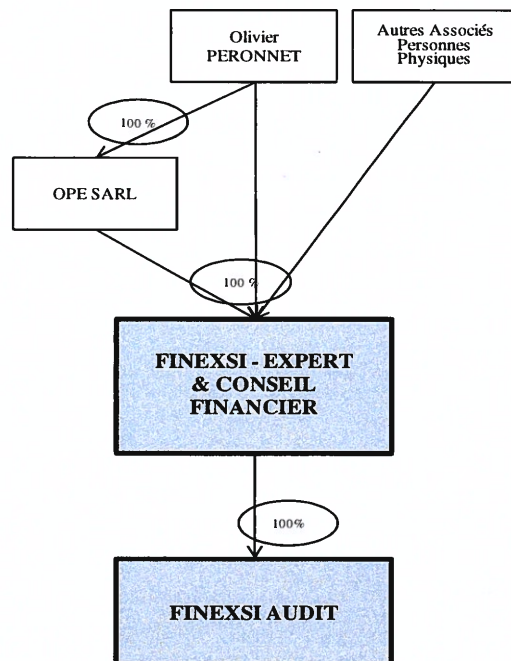 Olivier
PERONNET
Autres Associés
Personnes
Physiques
100 %
OPE SARL
100 %
FINEXSI - EXPERT
& CONSEIL
FINANCIER
100%
FINEXSI AUDIT